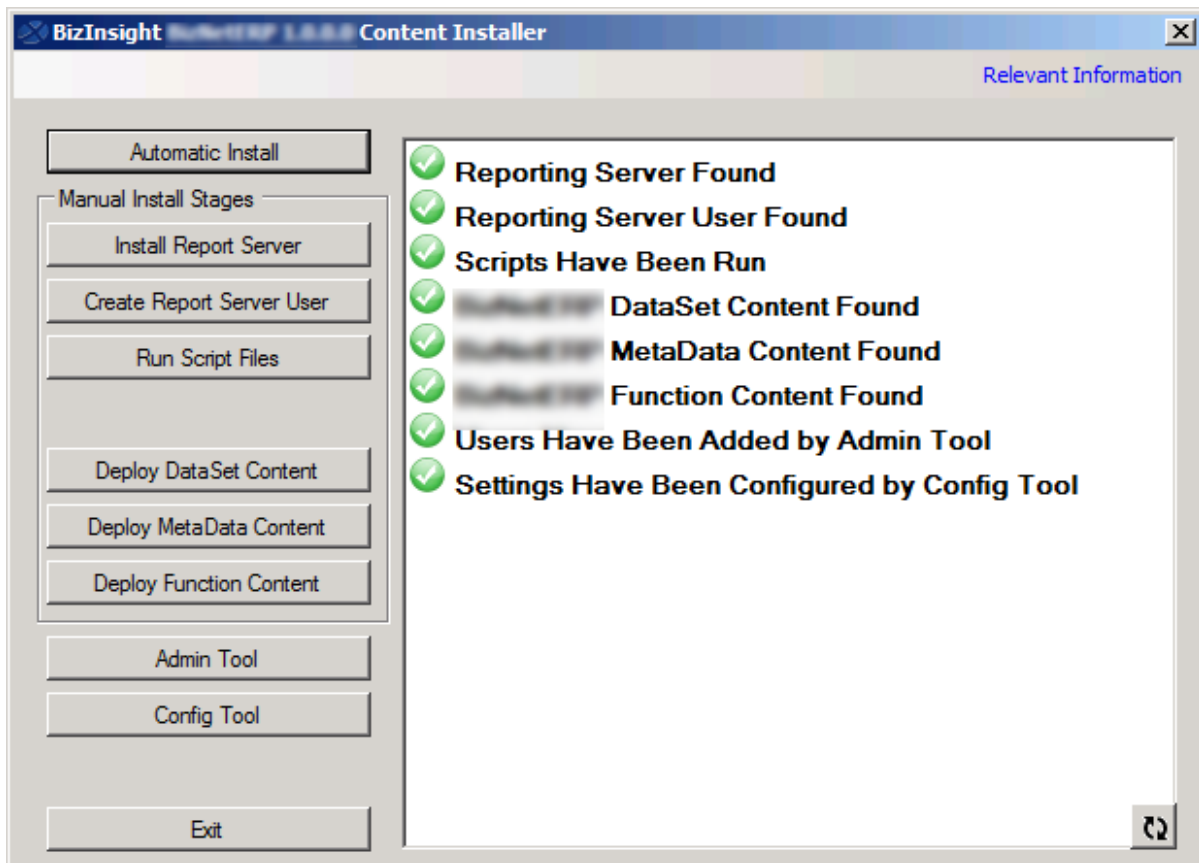 BizInsight Content Installer
Relevant Information
Automatic Install
Manual Install Stages
Install Report Server
Create Report Server User
Run Script Files
Deploy DataSet Content
Deploy MetaData Content
Deploy Function Content
Admin Tool
Config Tool
Exit
Reporting Server Found
Reporting Server User Found
Scripts Have Been Run
DataSet Content Found
MetaData Content Found
Function Content Found
Users Have Been Added by Admin Tool
Settings Have Been Configured by Config Tool